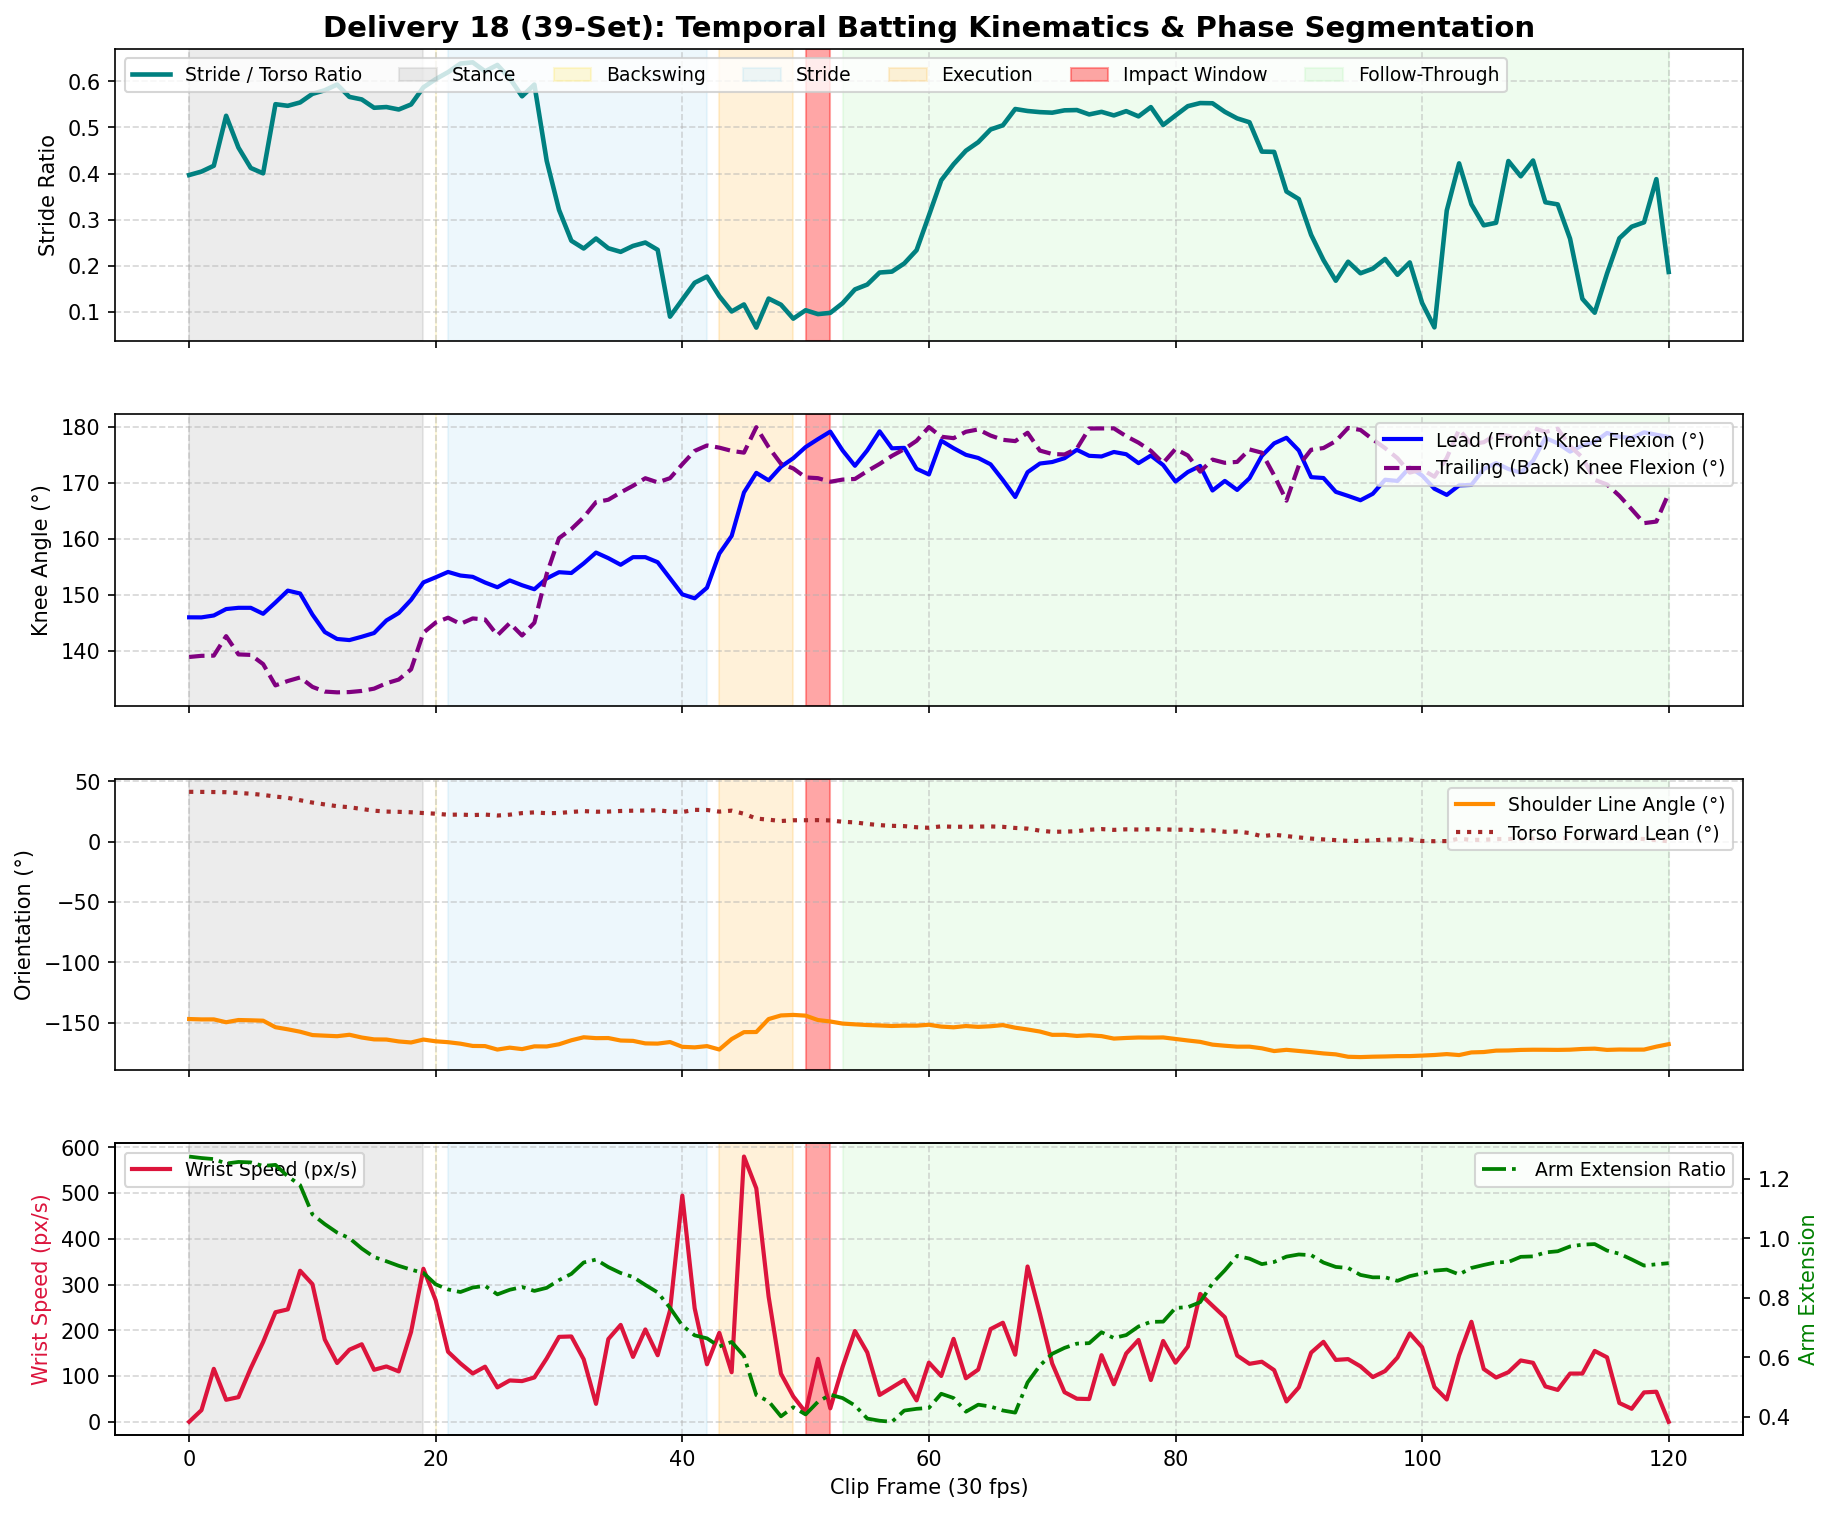 Delivery 18 (39-Set): Temporal Batting Kinematics & Phase Segmentation
Stride / Torso Ratio Stance Backswing Stride Execution Impact Window Follow-Through
Stride Ratio
0.6
0.5
0.4
0.3
0.2
0.1
Lead (Front) Knee Flexion (°)
Trailing (Back) Knee Flexion (°)
Knee Angle (°)
180
170
160
150
140
Shoulder Line Angle (°)
Torso Forward Lean (°)
Orientation (°)
50
0
−50
−100
−150
Wrist Speed (px/s)
Arm Extension Ratio
Wrist Speed (px/s)
600
500
400
300
200
100
0
1.2
1.0
0.8
0.6
0.4
Arm Extension
0 20 40 60 80 100 120
Clip Frame (30 fps)